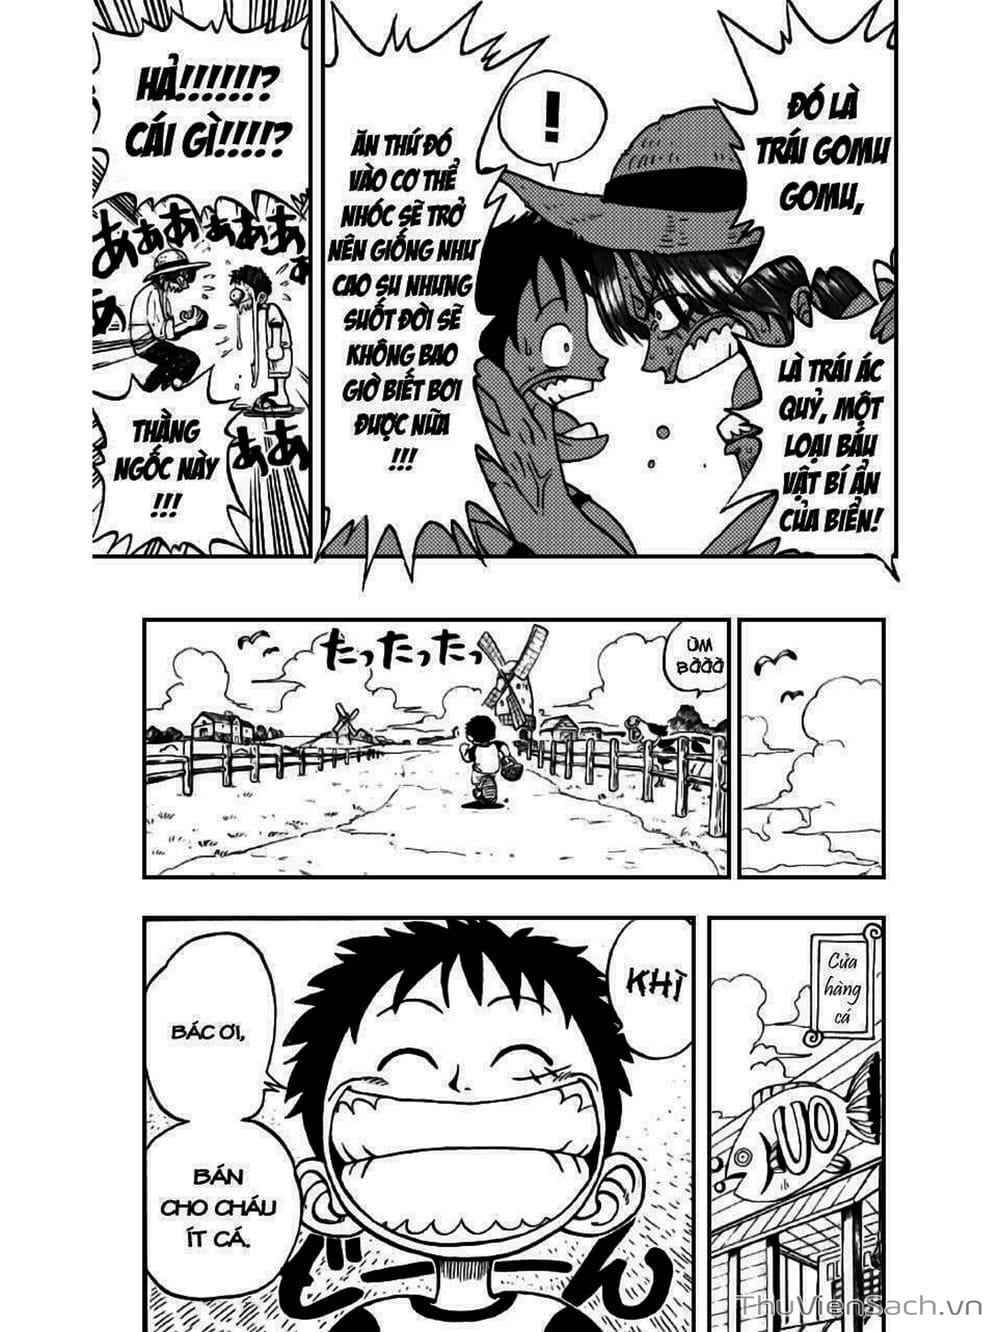 ĐÓ LÀ
TRÁI GOMU
GOMU,
LÀ TRÁI ÁC
QUỶ, MỘT
LOẠI BẢU
VẬT BÍ ẨN
CỦA BIỂN!
!
ĂN THỨ ĐÓ
VÀO CƠ THỂ
NHÓC SẼ TRỞ
NÊN GIỐNG NHƯ
CAO SU NHƯNG
SUỐT ĐỜI SẼ
KHÔNG BAO
GIỜ BIẾT BƠI
ĐƯỢC NỮA
!!!
HẢ!!!!!!!?
CÁI GÌ!!!!?
ああああああ
ああ
THẰNG
NGỐC NÀY
!!!
ÙM
BÒÒÒ
たったったっ
Cửa
hàng
cá
UO
KHÌ
BÁC ƠI,
BÁN
CHO CHÁU
ÍT CÁ.
どーん
ThuVienSach.vn